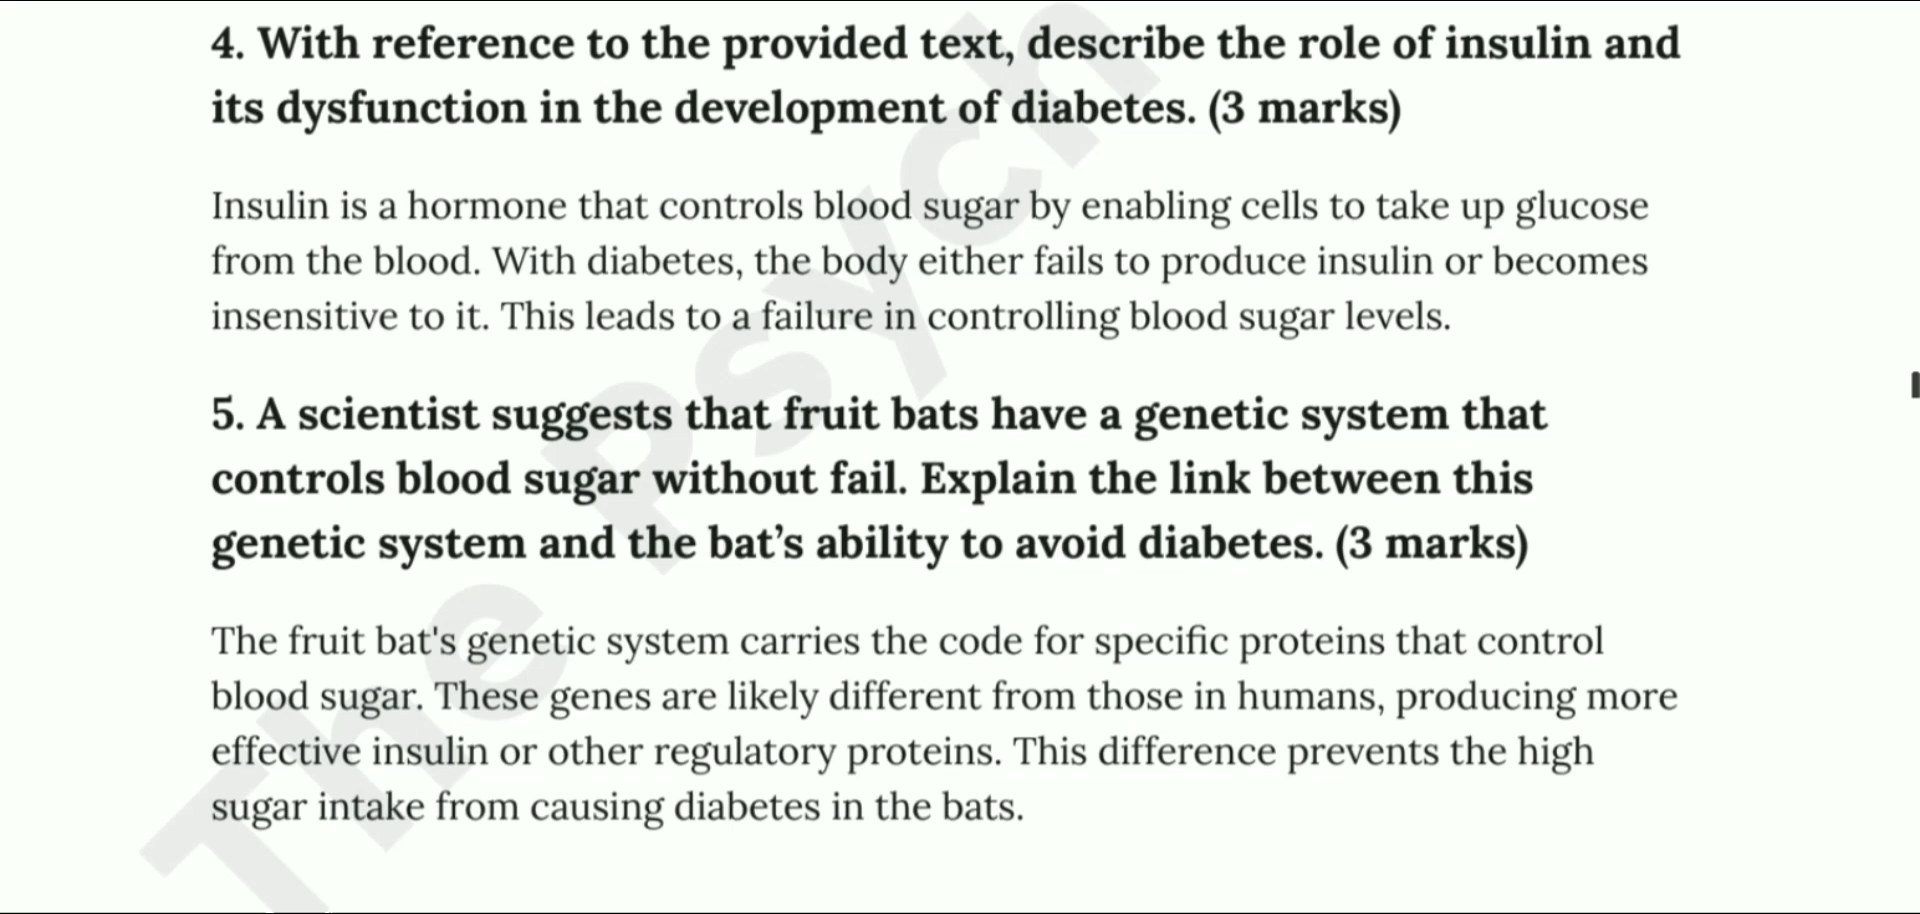 4. With reference to the provided text, describe the role of insulin and
its dysfunction in the development of diabetes. (3 marks)
Insulin is a hormone that controls blood sugar by enabling cells to take up glucose
from the blood. With diabetes, the body either fails to produce insulin or becomes
insensitive to it. This leads to a failure in controlling blood sugar levels.
5. A scientist suggests that fruit bats have a genetic system that
controls blood sugar without fail. Explain the link between this
genetic system and the bat’s ability to avoid diabetes. (3 marks)
The fruit bat's genetic system carries the code for specific proteins that control
blood sugar. These genes are likely different from those in humans, producing more
effective insulin or other regulatory proteins. This difference prevents the high
sugar intake from causing diabetes in the bats.
The Psych